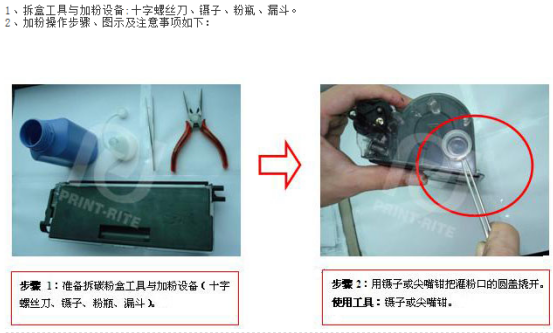 1、拆盒工具与加粉设备:十字螺丝刀、镊子、粉瓶、漏斗。
2、加粉操作步骤、图示及注意事项如下：
PRINT-RITE
PRINT-RITE
步骤 1：准备拆碳粉盒工具与加粉设备（十字
螺丝刀、镊子、粉瓶、漏斗）。
步骤 2：用镊子或尖嘴钳把灌粉口的圆盖撬开。
使用工具：镊子或尖嘴钳。